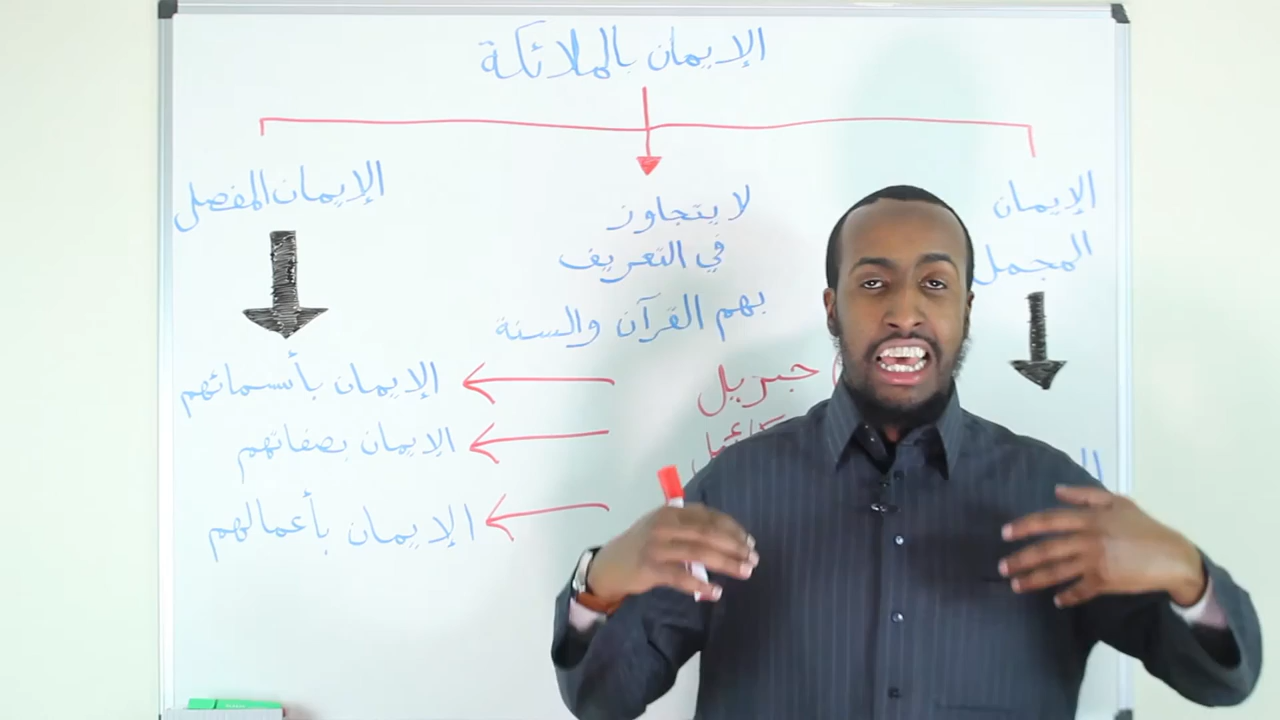 الإيمان بالملائكة
الإيمان
المجمل
لا يتجاوز
في التعريف
بهم القرآن والسنة
جبريل
الإيمان المفصل
الإيمان بأسمائهم
الإيمان بصفاتهم
الإيمان بأعمالهم